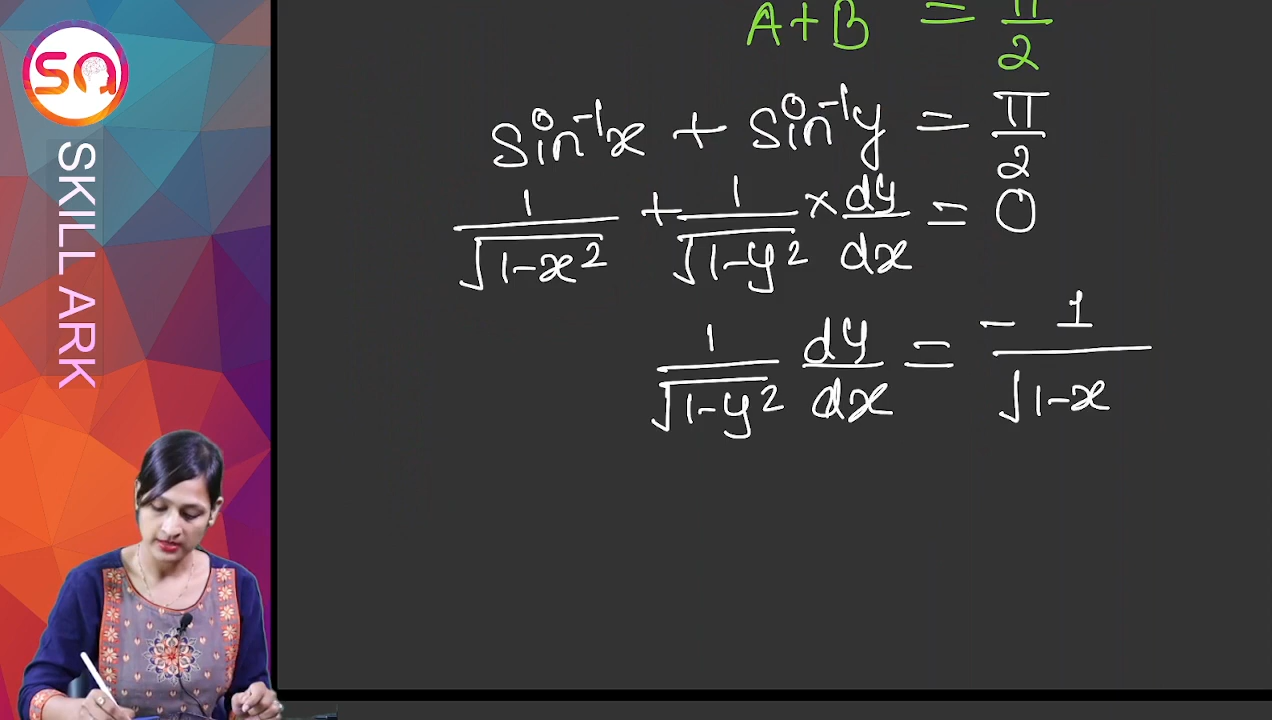 SA
SKILL ARK
A+B = π/2
sin⁻¹x + sin⁻¹y = π/2
1/√1-x² + 1/√1-y² × dy/dx = 0
1/√1-y² dy/dx = - 1/√1-x